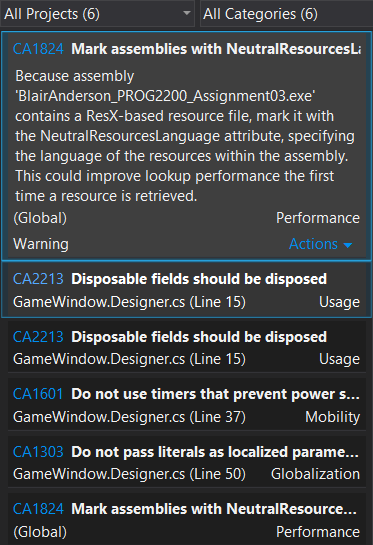 All Projects (6) All Categories (6)
CA1824 Mark assemblies with NeutralResourcesLa
Because assembly
'BlairAnderson_PROG2200_Assignment03.exe'
contains a ResX-based resource file, mark it with
the NeutralResourcesLanguage attribute, specifying
the language of the resources within the assembly.
This could improve lookup performance the first
time a resource is retrieved.
(Global) Performance
Warning Actions
CA2213 Disposable fields should be disposed
GameWindow.Designer.cs (Line 15) Usage
CA2213 Disposable fields should be disposed
GameWindow.Designer.cs (Line 15) Usage
CA1601 Do not use timers that prevent power s...
GameWindow.Designer.cs (Line 37) Mobility
CA1303 Do not pass literals as localized parame...
GameWindow.Designer.cs (Line 50) Globalization
CA1824 Mark assemblies with NeutralResource...
(Global) Performance